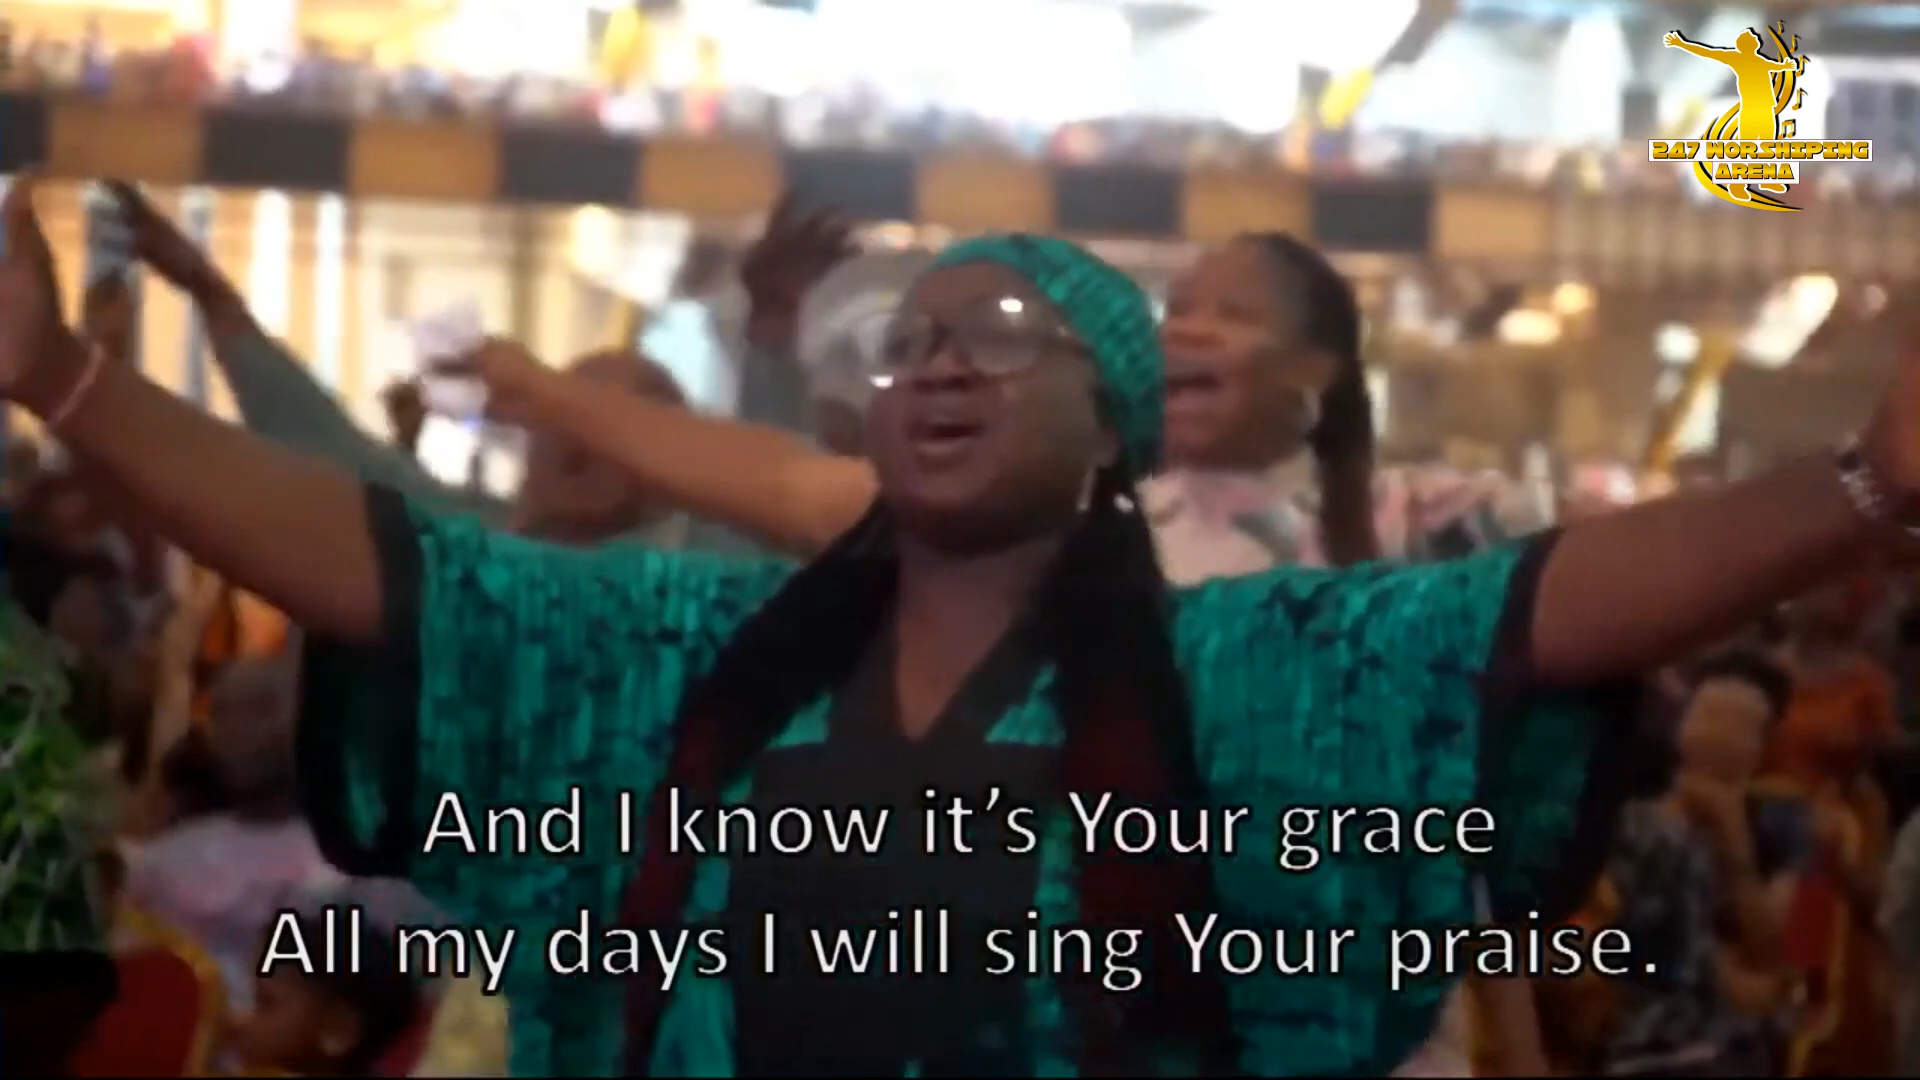 247 WORSHIPING
ARENA
And I know it’s Your grace
All my days I will sing Your praise.